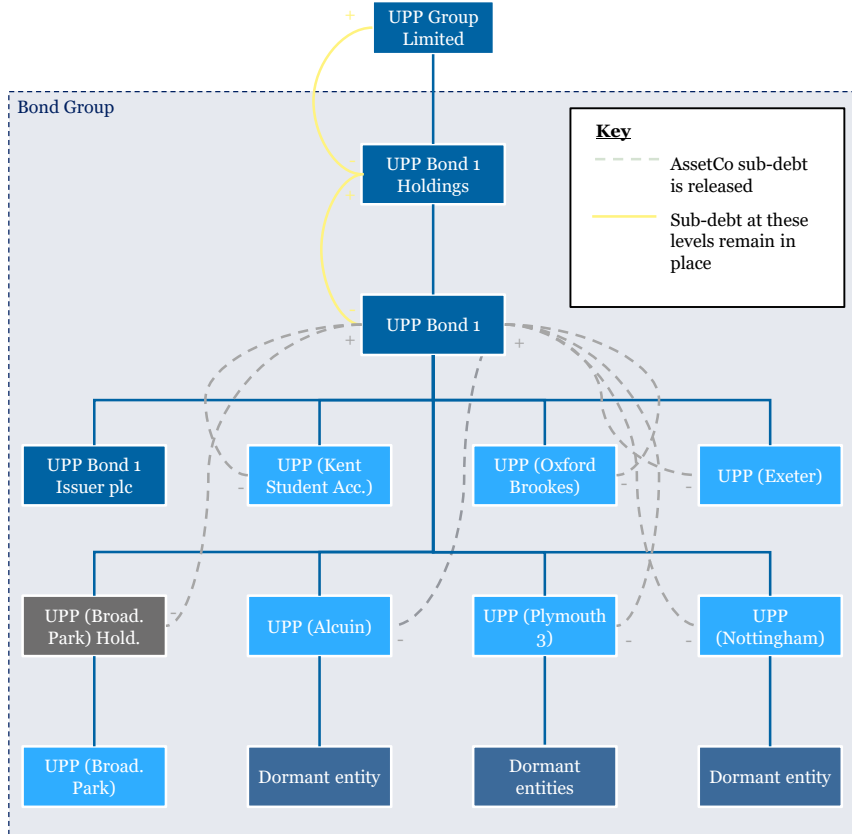 UPP Group
Limited
Bond Group
Key
AssetCo sub-debt
is released
Sub-debt at these
levels remain in
place
UPP Bond 1
Holdings
UPP Bond 1
UPP Bond 1
Issuer plc
UPP (Kent
Student Acc.)
UPP (Oxford
Brookes)
UPP (Exeter)
UPP (Broad.
Park) Hold.
UPP (Alcuin)
UPP (Plymouth
3)
UPP
(Nottingham)
UPP (Broad.
Park)
Dormant entity
Dormant
entities
Dormant entity